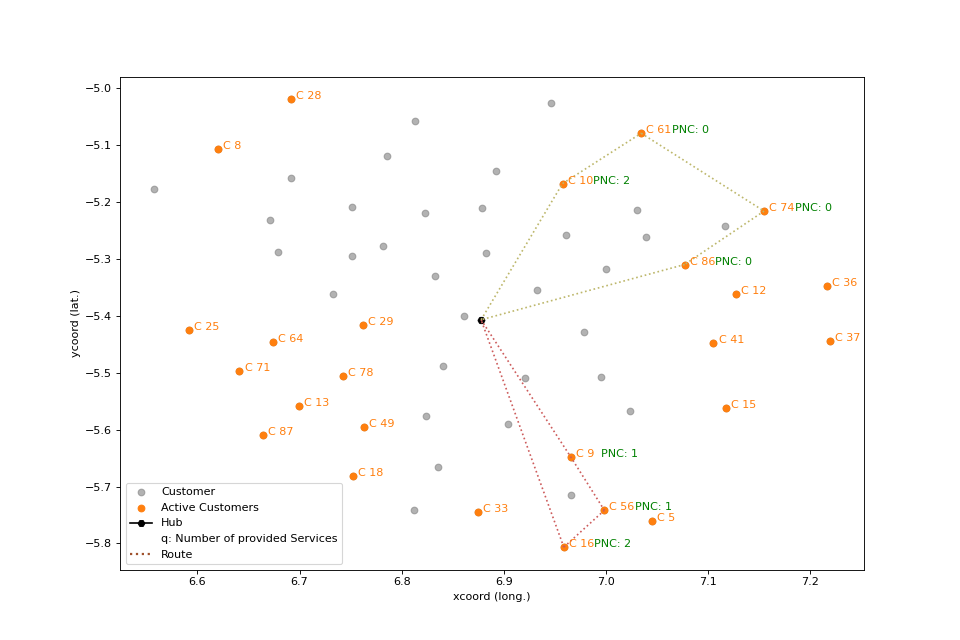 −5.0
−5.1
−5.2
−5.3
−5.4
−5.5
−5.6
−5.7
−5.8
ycoord (lat.)
C 28
C 8
C 61 PNC: 0
C 10 PNC: 2
C 74 PNC: 0
C 86 PNC: 0
C 36
C 12
C 25
C 29
C 64
C 41
C 37
C 71
C 78
C 13
C 15
C 49
C 87
C 9 PNC: 1
C 18
C 33
C 56 PNC: 1
C 5
C 16 PNC: 2
Customer
Active Customers
Hub
q: Number of provided Services
Route
6.6 6.7 6.8 6.9 7.0 7.1 7.2
xcoord (long.)